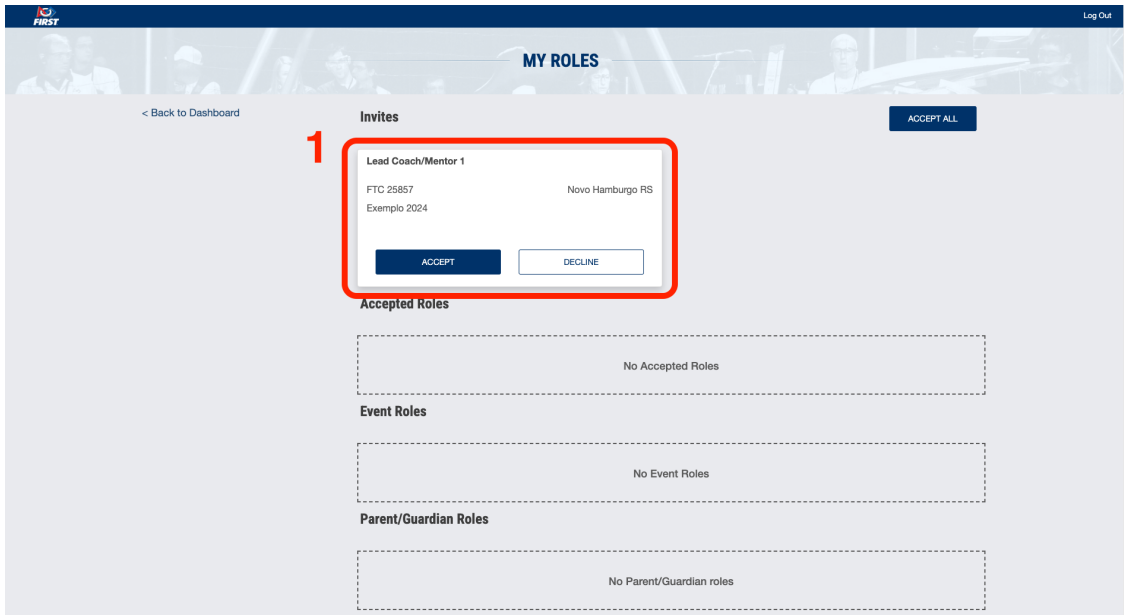 FIRST
Log Out
MY ROLES
< Back to Dashboard
Invites
ACCEPT ALL
1
Lead Coach/Mentor 1
FTC 25857
Novo Hamburgo RS
Exemplo 2024
ACCEPT
DECLINE
Accepted Roles
No Accepted Roles
Event Roles
No Event Roles
Parent/Guardian Roles
No Parent/Guardian roles